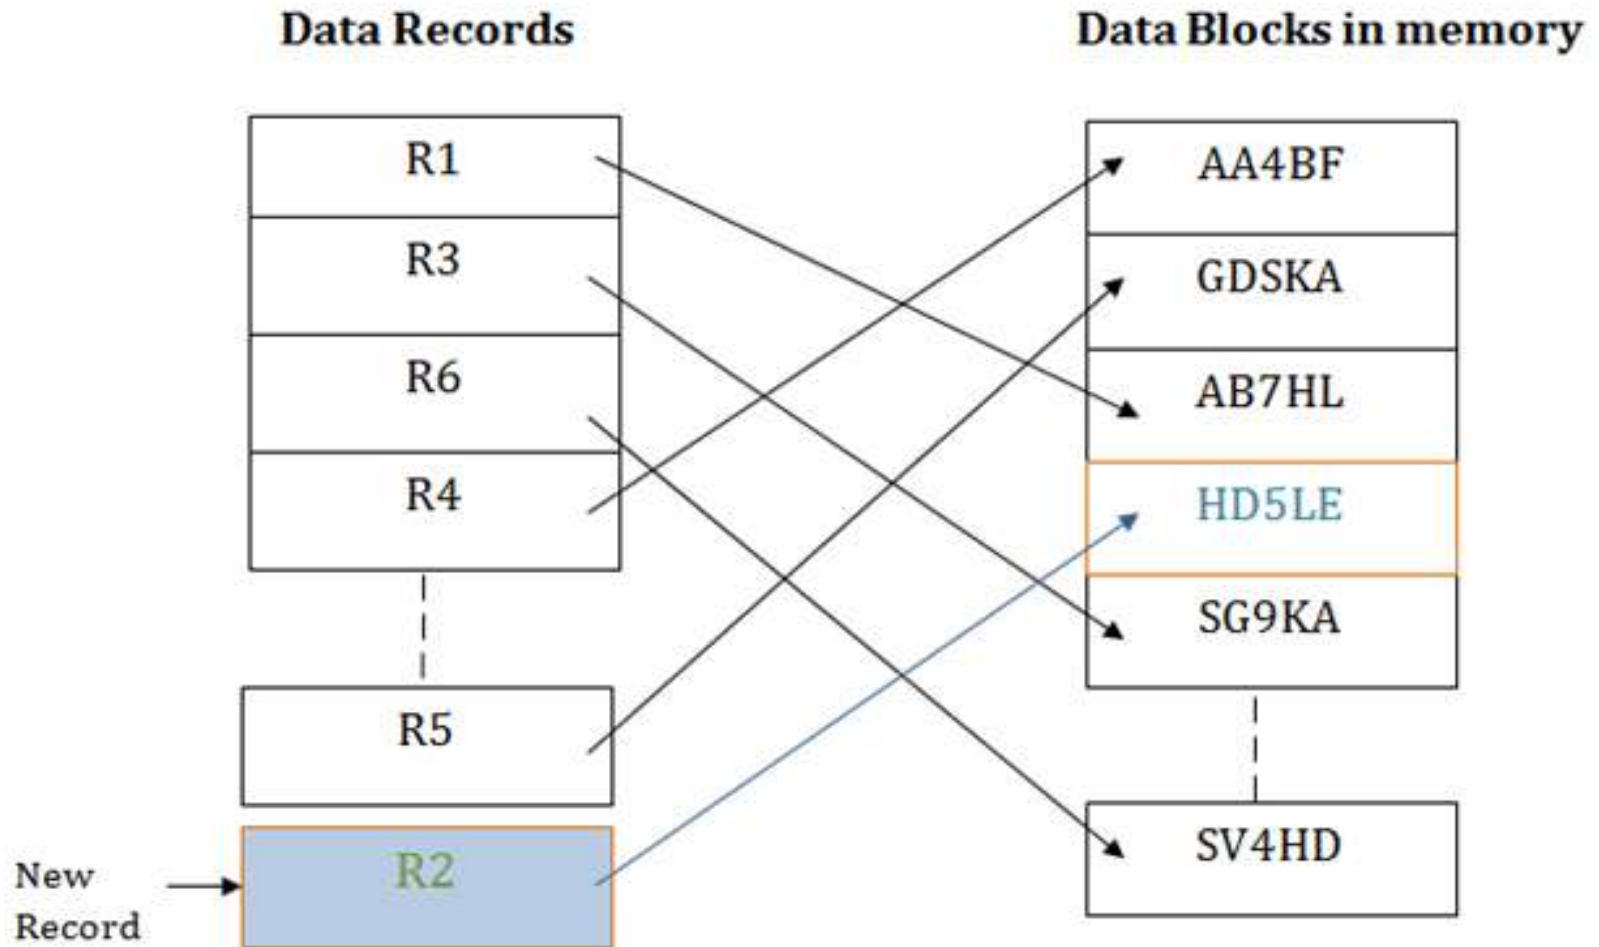 Data Records
Data Blocks in memory
R1
R3
R6
R4
R5
R2
New
Record
AA4BF
GDSKA
AB7HL
HD5LE
SG9KA
SV4HD